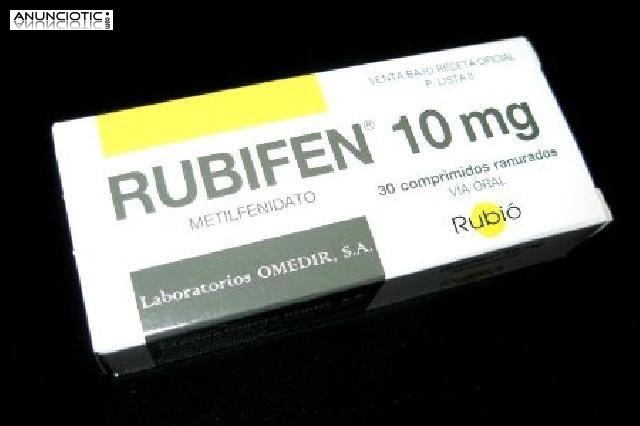 ANUNCIOTIC.com
VENTA BAJO RECETA OFICIAL
P. LISTA II
RUBIFEN® 10 mg
METILFENIDATO
30 comprimidos ranurados
VIA ORAL
Rubió
Laboratorios OMEDIR, S.A.